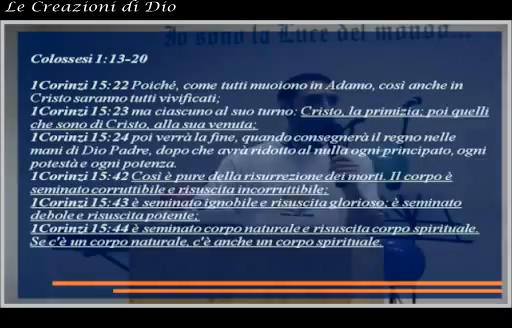 Le Creazioni di Dio
Io sono la Luce del mondo...
Colossesi 1:13-20
1Corinzi 15:22 Poiché, come tutti muoiono in Adamo, così anche in
Cristo saranno tutti vivificati;
1Corinzi 15:23 ma ciascuno al suo turno: Cristo, la primizia; poi quelli
che sono di Cristo, alla sua venuta;
1Corinzi 15:24 poi verrà la fine, quando consegnerà il regno nelle
mani di Dio Padre, dopo che avrà ridotto al nulla ogni principato, ogni
potestà e ogni potenza.
1Corinzi 15:42 Così è pure della risurrezione dei morti. Il corpo è
seminato corruttibile e risuscita incorruttibile;
1Corinzi 15:43 è seminato ignobile e risuscita glorioso; è seminato
debole e risuscita potente;
1Corinzi 15:44 è seminato corpo naturale e risuscita corpo spirituale.
Se c'è un corpo naturale, c'è anche un corpo spirituale.